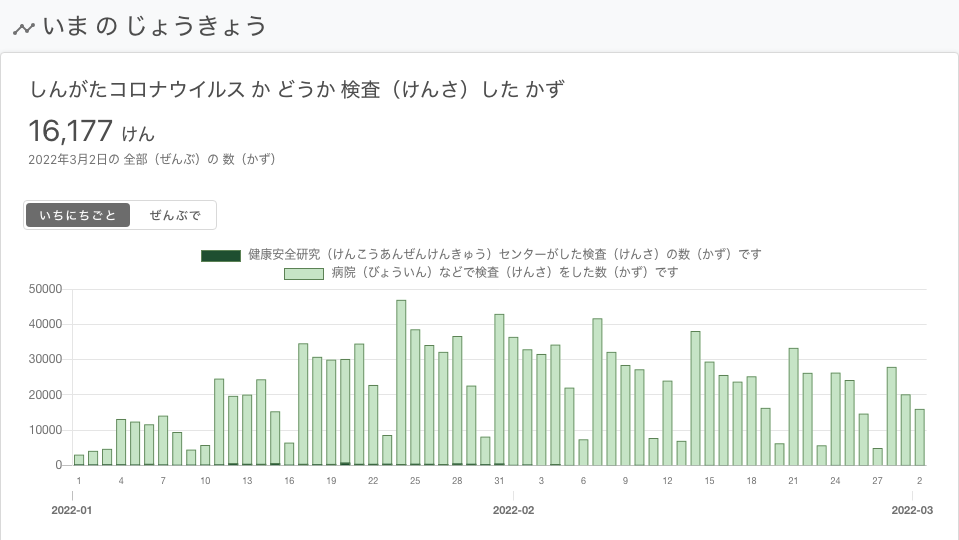 いま の じょうきょう
しんがたコロナウイルス か どうか 検査（けんさ）した かず
16,177 けん
2022年3月2日の 全部（ぜんぶ）の 数（かず）
いちにちごと ぜんぶで
健康安全研究（けんこうあんぜんけんきゅう）センターがした検査（けんさ）の数（かず）です
病院（びょういん）などで検査（けんさ）をした数（かず）です
50000
40000
30000
20000
10000
0
1 4 7 10 13 16 19 22 25 28 31 3 6 9 12 15 18 21 24 27 2
2022-01 2022-02 2022-03